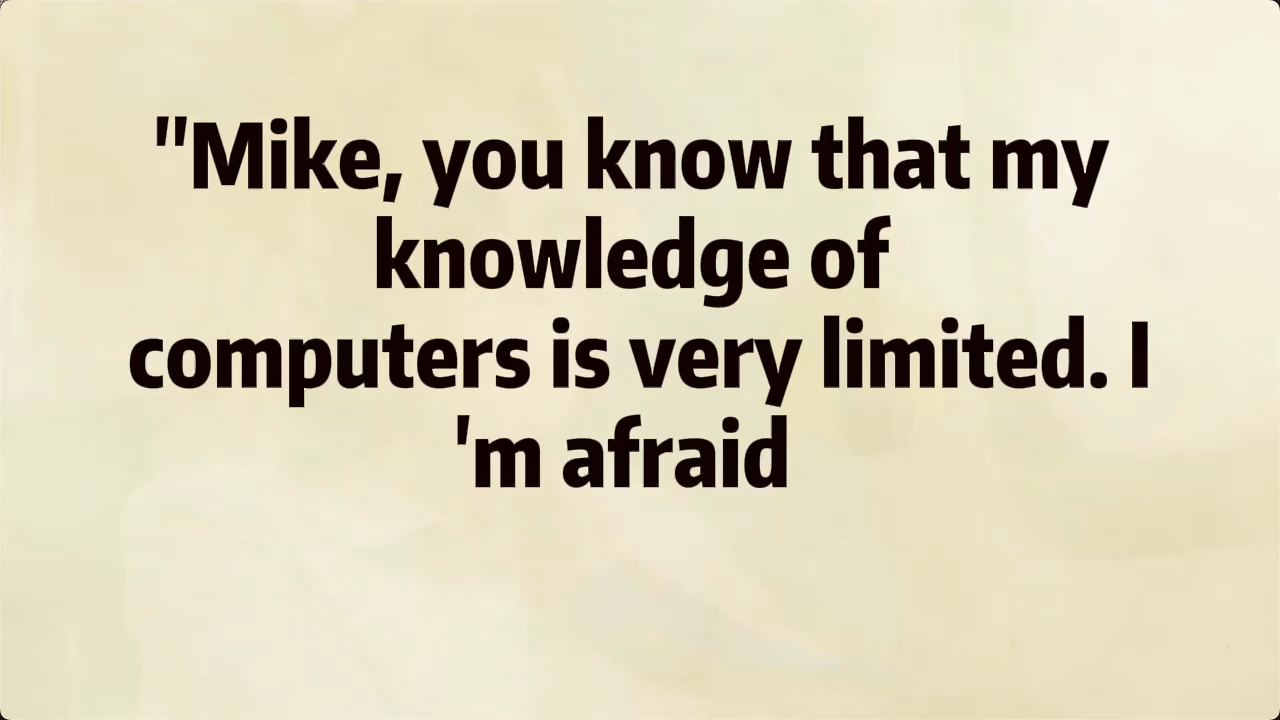 "Mike, you know that my
knowledge of
computers is very limited. I
'm afraid